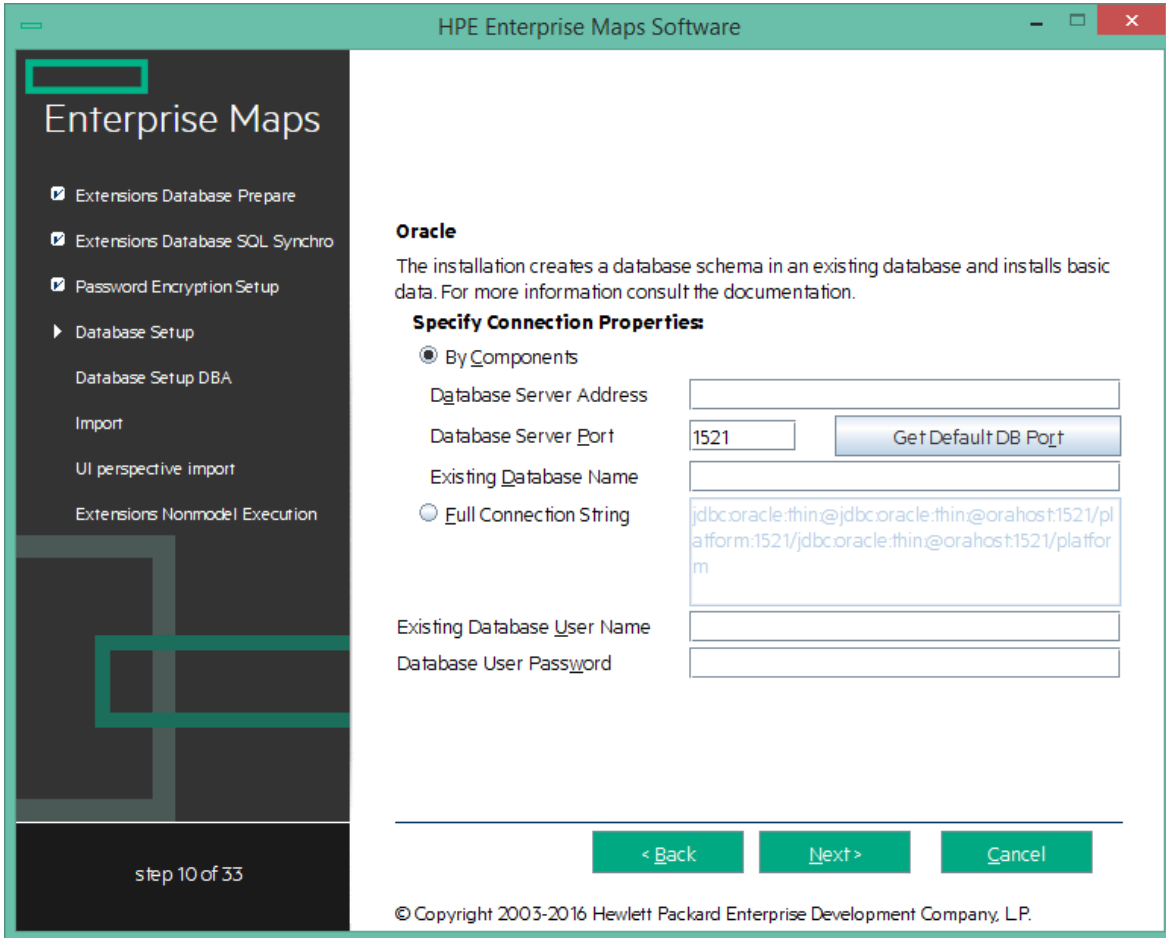 HPE Enterprise Maps Software
Enterprise Maps
Extensions Database Prepare
Extensions Database SQL Synchro
Password Encryption Setup
Database Setup
Database Setup DBA
Import
UI perspective import
Extensions Nonmodel Execution
step 10 of 33
Oracle
The installation creates a database schema in an existing database and installs basic
data. For more information consult the documentation.
Specify Connection Properties:
By Components
Database Server Address
Database Server Port
1521
Get Default DB Port
Existing Database Name
Full Connection String
jdbc:oracle:thin:@jdbc:oracle:thin:@orahost:1521/pl
atform:1521/jdbc:oracle:thin:@orahost:1521/platfor
m
Existing Database User Name
Database User Password
< Back
Next >
Cancel
© Copyright 2003-2016 Hewlett Packard Enterprise Development Company, L.P.